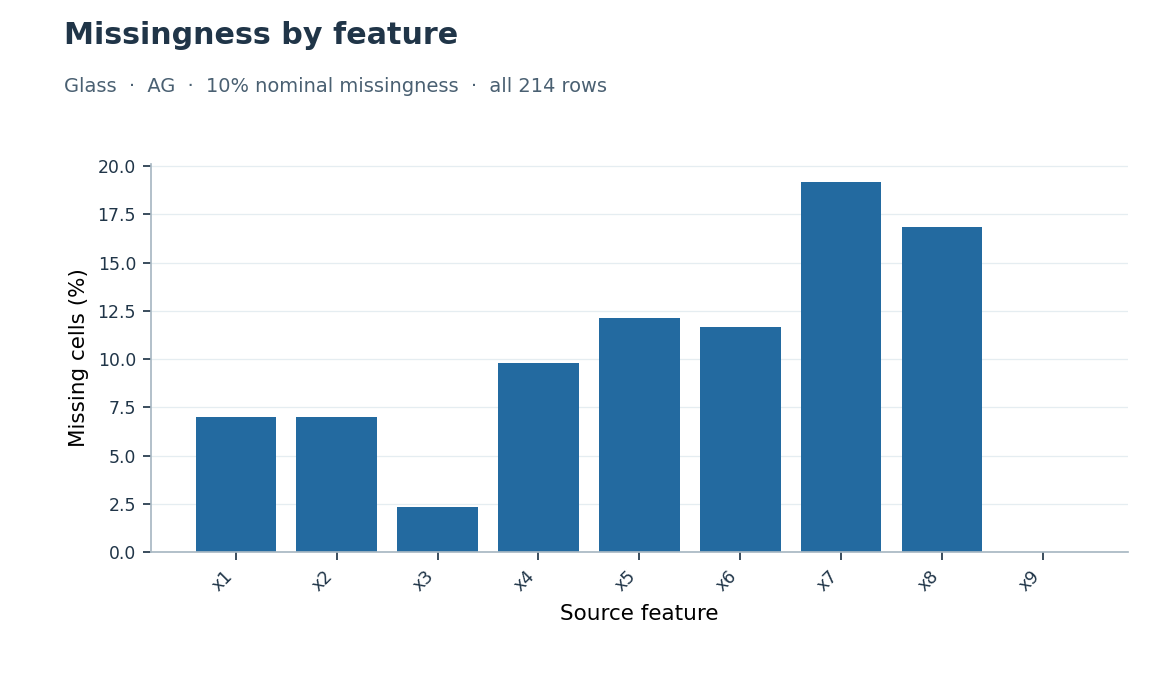 Missingness by feature
Glass · AG · 10% nominal missingness · all 214 rows
20.0
17.5
15.0
12.5
10.0
7.5
5.0
2.5
0.0
Missing cells (%)
x1 x2 x3 x4 x5 x6 x7 x8 x9
Source feature